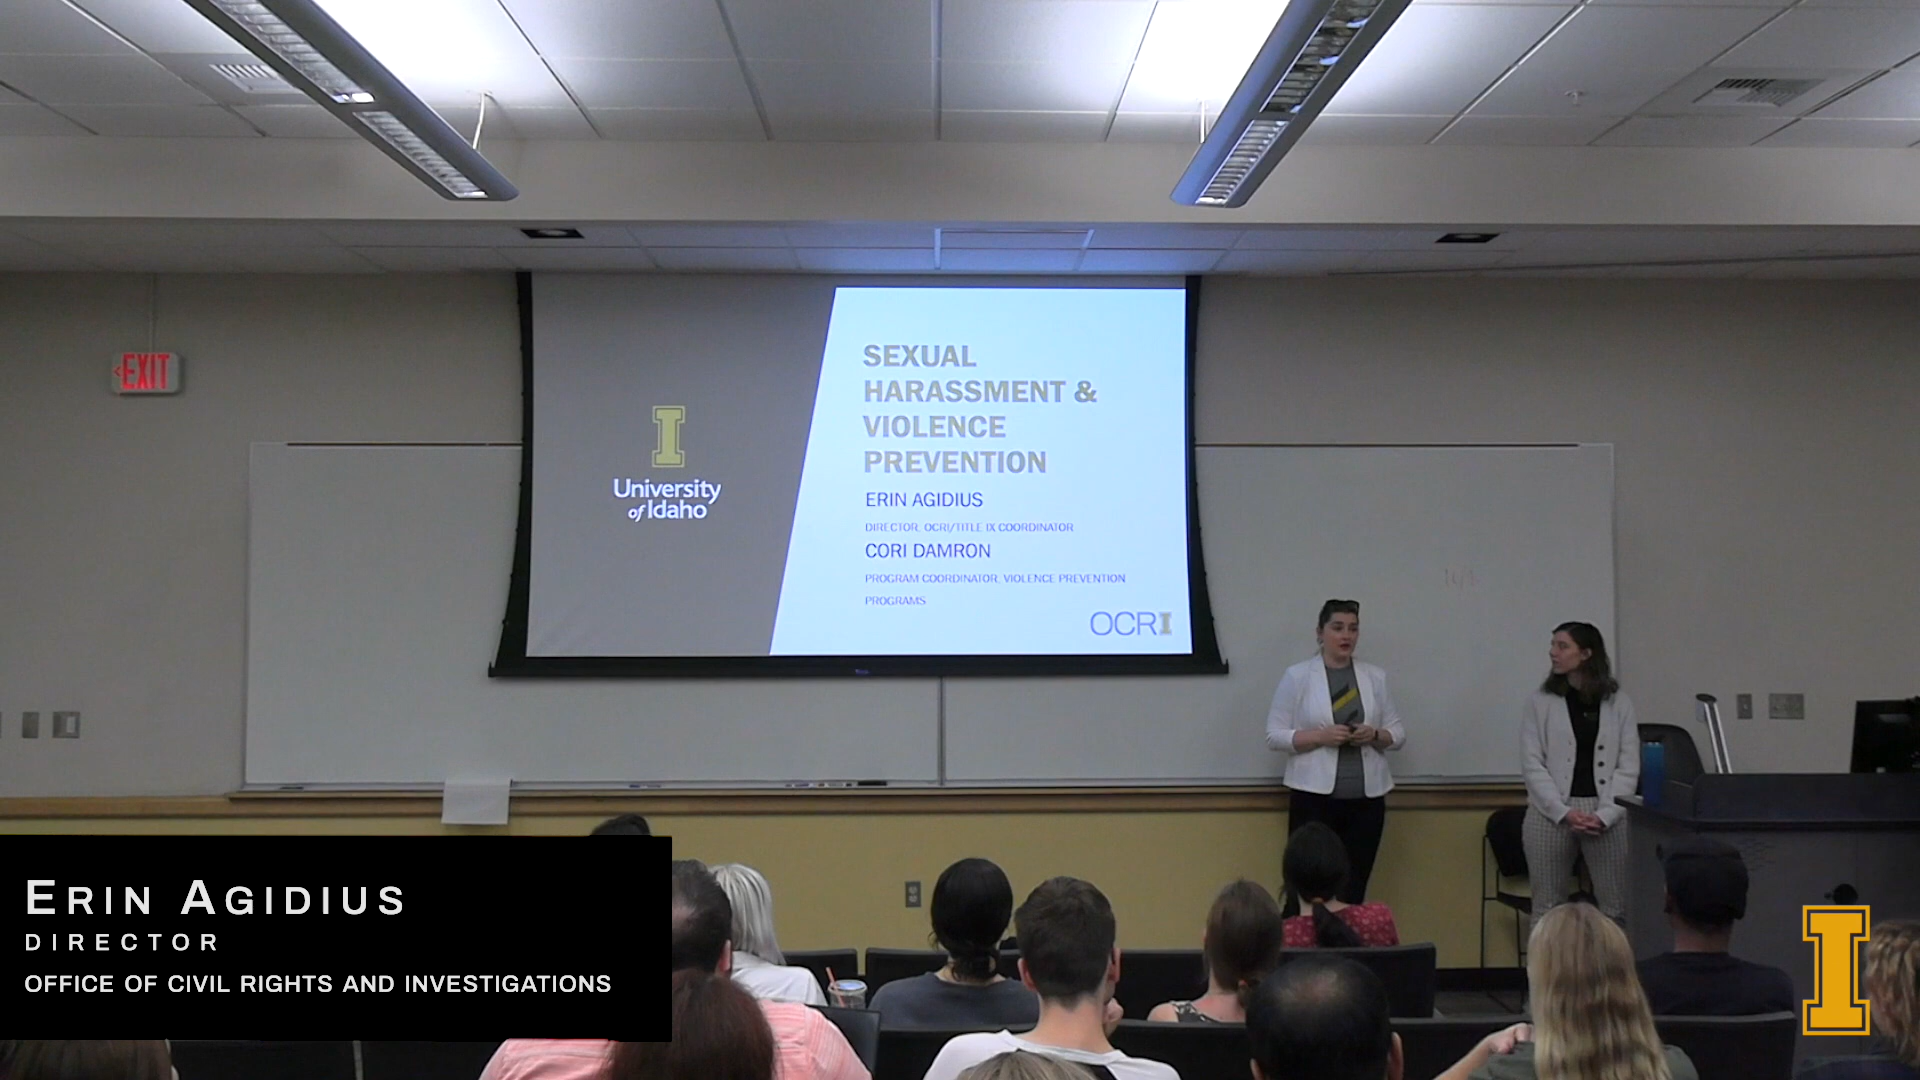 EXIT
I
University
of Idaho
SEXUAL
HARASSMENT &
VIOLENCE
PREVENTION
ERIN AGIDIUS
DIRECTOR, OCRI/TITLE IX COORDINATOR
CORI DAMRON
PROGRAM COORDINATOR, VIOLENCE PREVENTION
PROGRAMS
OCRI
ERIN AGIDIUS
DIRECTOR
OFFICE OF CIVIL RIGHTS AND INVESTIGATIONS
I